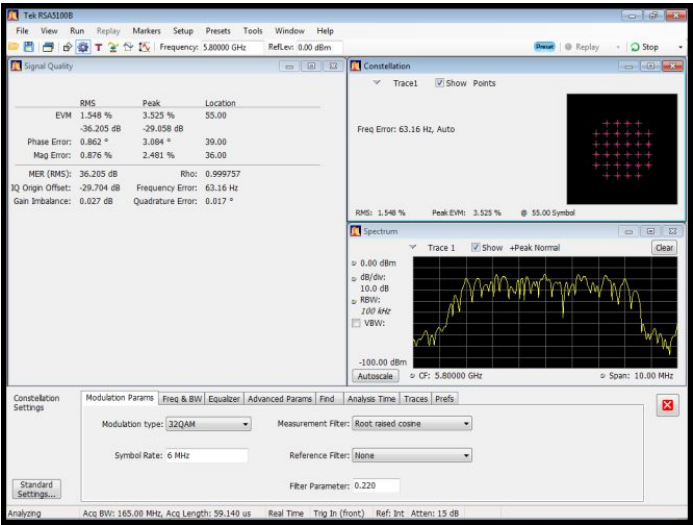 Tek RSA5100B
File View Run Replay Markers Setup Presets Tools Window Help
Frequency: 5.80000 GHz RefLev: 0.00 dBm Preset Replay Stop
Signal Quality
RMS Peak Location
EVM 1.548 % 3.525 % 55.00
-36.205 dB -29.058 dB
Phase Error: 0.862 ° 3.084 ° 39.00
Mag Error: 0.876 % 2.481 % 36.00
MER (RMS): 36.205 dB Rho: 0.999757
IQ Origin Offset: -29.704 dB Frequency Error: 63.16 Hz
Gain Imbalance: 0.027 dB Quadrature Error: 0.017 °
Constellation
Trace1 Show Points
Freq Error: 63.16 Hz, Auto
RMS: 1.548 % Peak EVM: 3.525 % @ 55.00 Symbol
Spectrum
Trace 1 Show +Peak Normal Clear
0.00 dBm
dB/div:
10.0 dB
RBW:
100 kHz
VBW:
-100.00 dBm
Autoscale CF: 5.80000 GHz Span: 10.00 MHz
Constellation Settings
Modulation Params Freq & BW Equalizer Advanced Params Find Analysis Time Traces Prefs
Modulation type: 32QAM Measurement Filter: Root raised cosine
Symbol Rate: 6 MHz Reference Filter: None
Filter Parameter: 0.220
Standard Settings...
Analyzing Acq BW: 165.00 MHz, Acq Length: 59.140 us Real Time Trig In (front) Ref: Int Atten: 15 dB